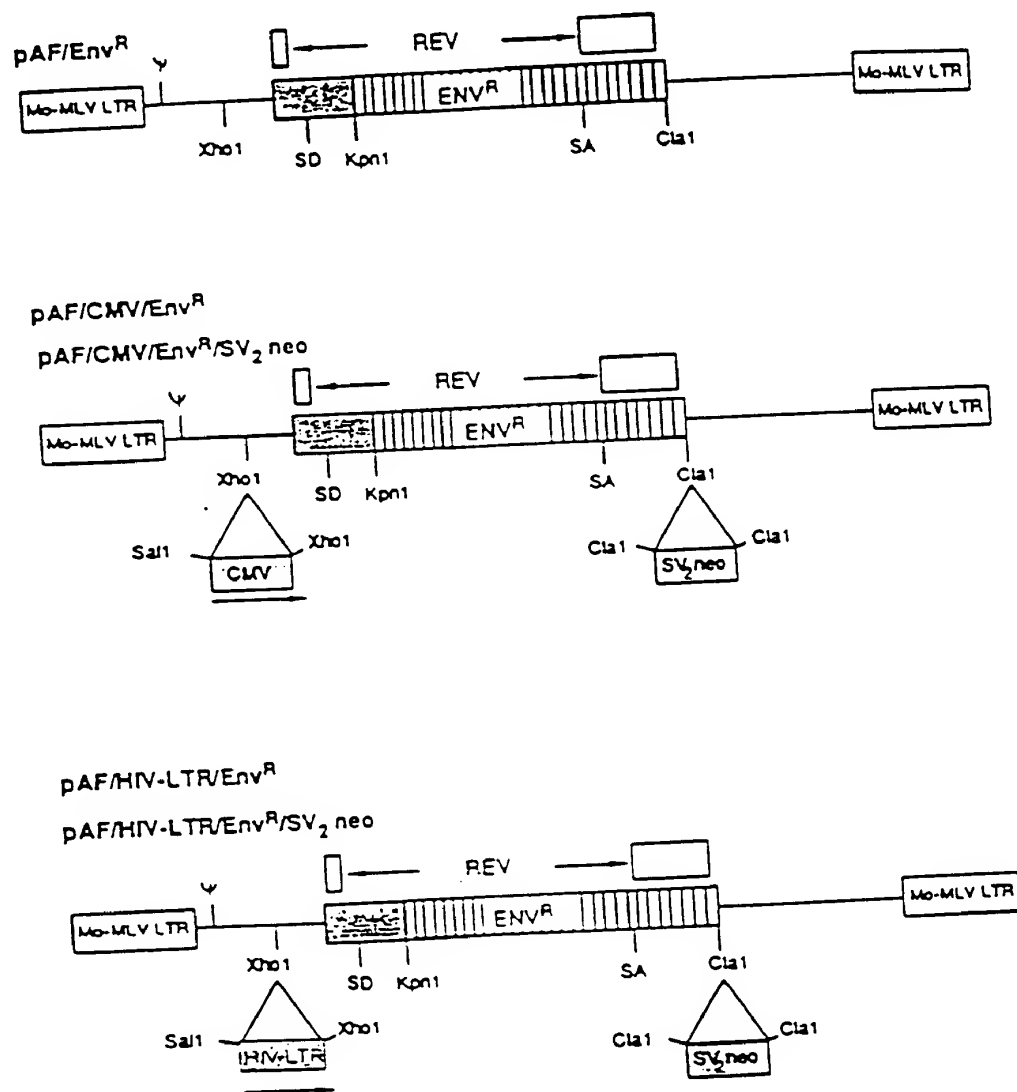 pAF/Env^R
REV
Mo-MLV LTR
Ψ
ENV^R
Mo-MLV LTR
Xho1
SD
Kpn1
SA
Cla1
pAF/CMV/Env^R
pAF/CMV/Env^R/SV₂ neo
REV
Mo-MLV LTR
Ψ
ENV^R
Mo-MLV LTR
Xho1
SD
Kpn1
SA
Cla1
Sal1
Xho1
CMV
Cla1
Cla1
SV₂neo
pAF/HIV-LTR/Env^R
pAF/HIV-LTR/Env^R/SV₂ neo
REV
Mo-MLV LTR
Ψ
ENV^R
Mo-MLV LTR
Xho1
SD
Kpn1
SA
Cla1
Sal1
Xho1
HIV-LTR
Cla1
Cla1
SV₂neo